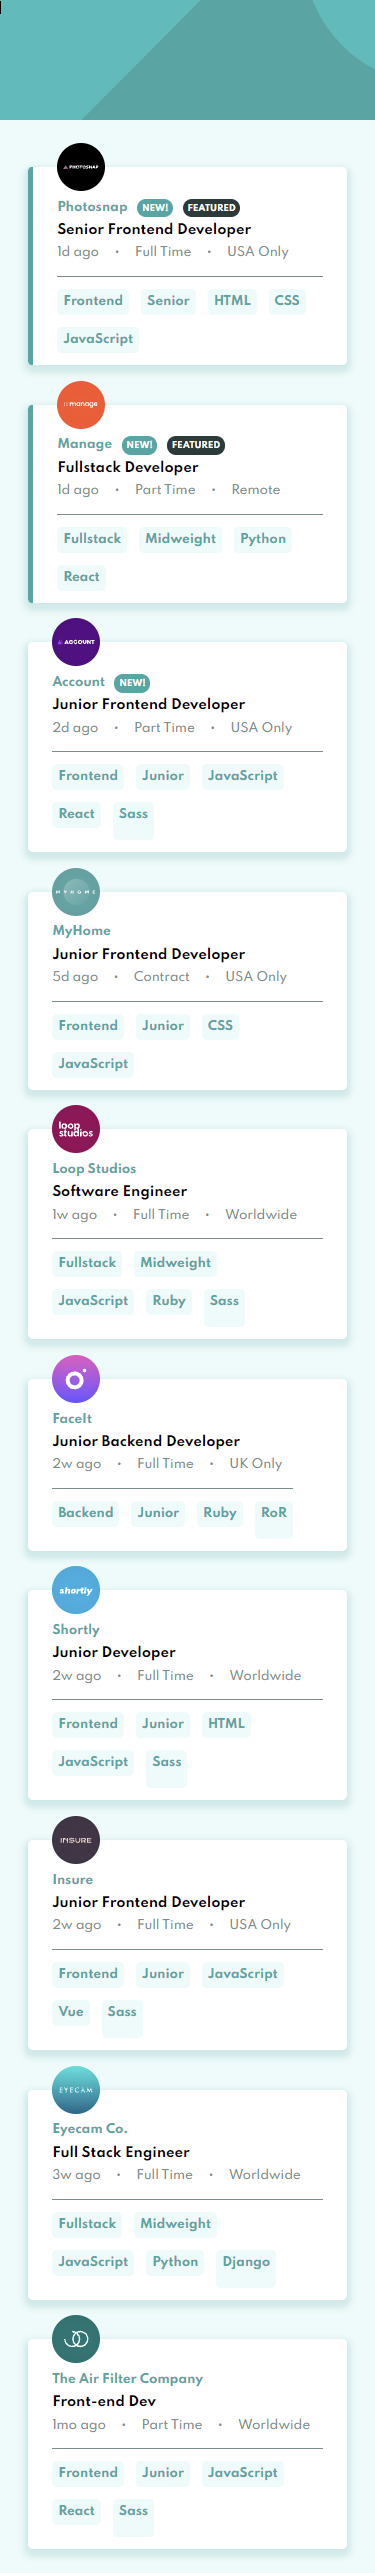 PHOTOSNAP
Photosnap NEW! FEATURED
Senior Frontend Developer
1d ago • Full Time • USA Only
Frontend Senior HTML CSS
JavaScript
manage
Manage NEW! FEATURED
Fullstack Developer
1d ago • Part Time • Remote
Fullstack Midweight Python
React
ACCOUNT
Account NEW!
Junior Frontend Developer
2d ago • Part Time • USA Only
Frontend Junior JavaScript
React Sass
MYHOME
MyHome
Junior Frontend Developer
5d ago • Contract • USA Only
Frontend Junior CSS
JavaScript
loop
studios
Loop Studios
Software Engineer
1w ago • Full Time • Worldwide
Fullstack Midweight
JavaScript Ruby Sass
FaceIt
Junior Backend Developer
2w ago • Full Time • UK Only
Backend Junior Ruby RoR
shortly
Shortly
Junior Developer
2w ago • Full Time • Worldwide
Frontend Junior HTML
JavaScript Sass
INSURE
Insure
Junior Frontend Developer
2w ago • Full Time • USA Only
Frontend Junior JavaScript
Vue Sass
EYECAM
Eyecam Co.
Full Stack Engineer
3w ago • Full Time • Worldwide
Fullstack Midweight
JavaScript Python Django
The Air Filter Company
Front-end Dev
1mo ago • Part Time • Worldwide
Frontend Junior JavaScript
React Sass